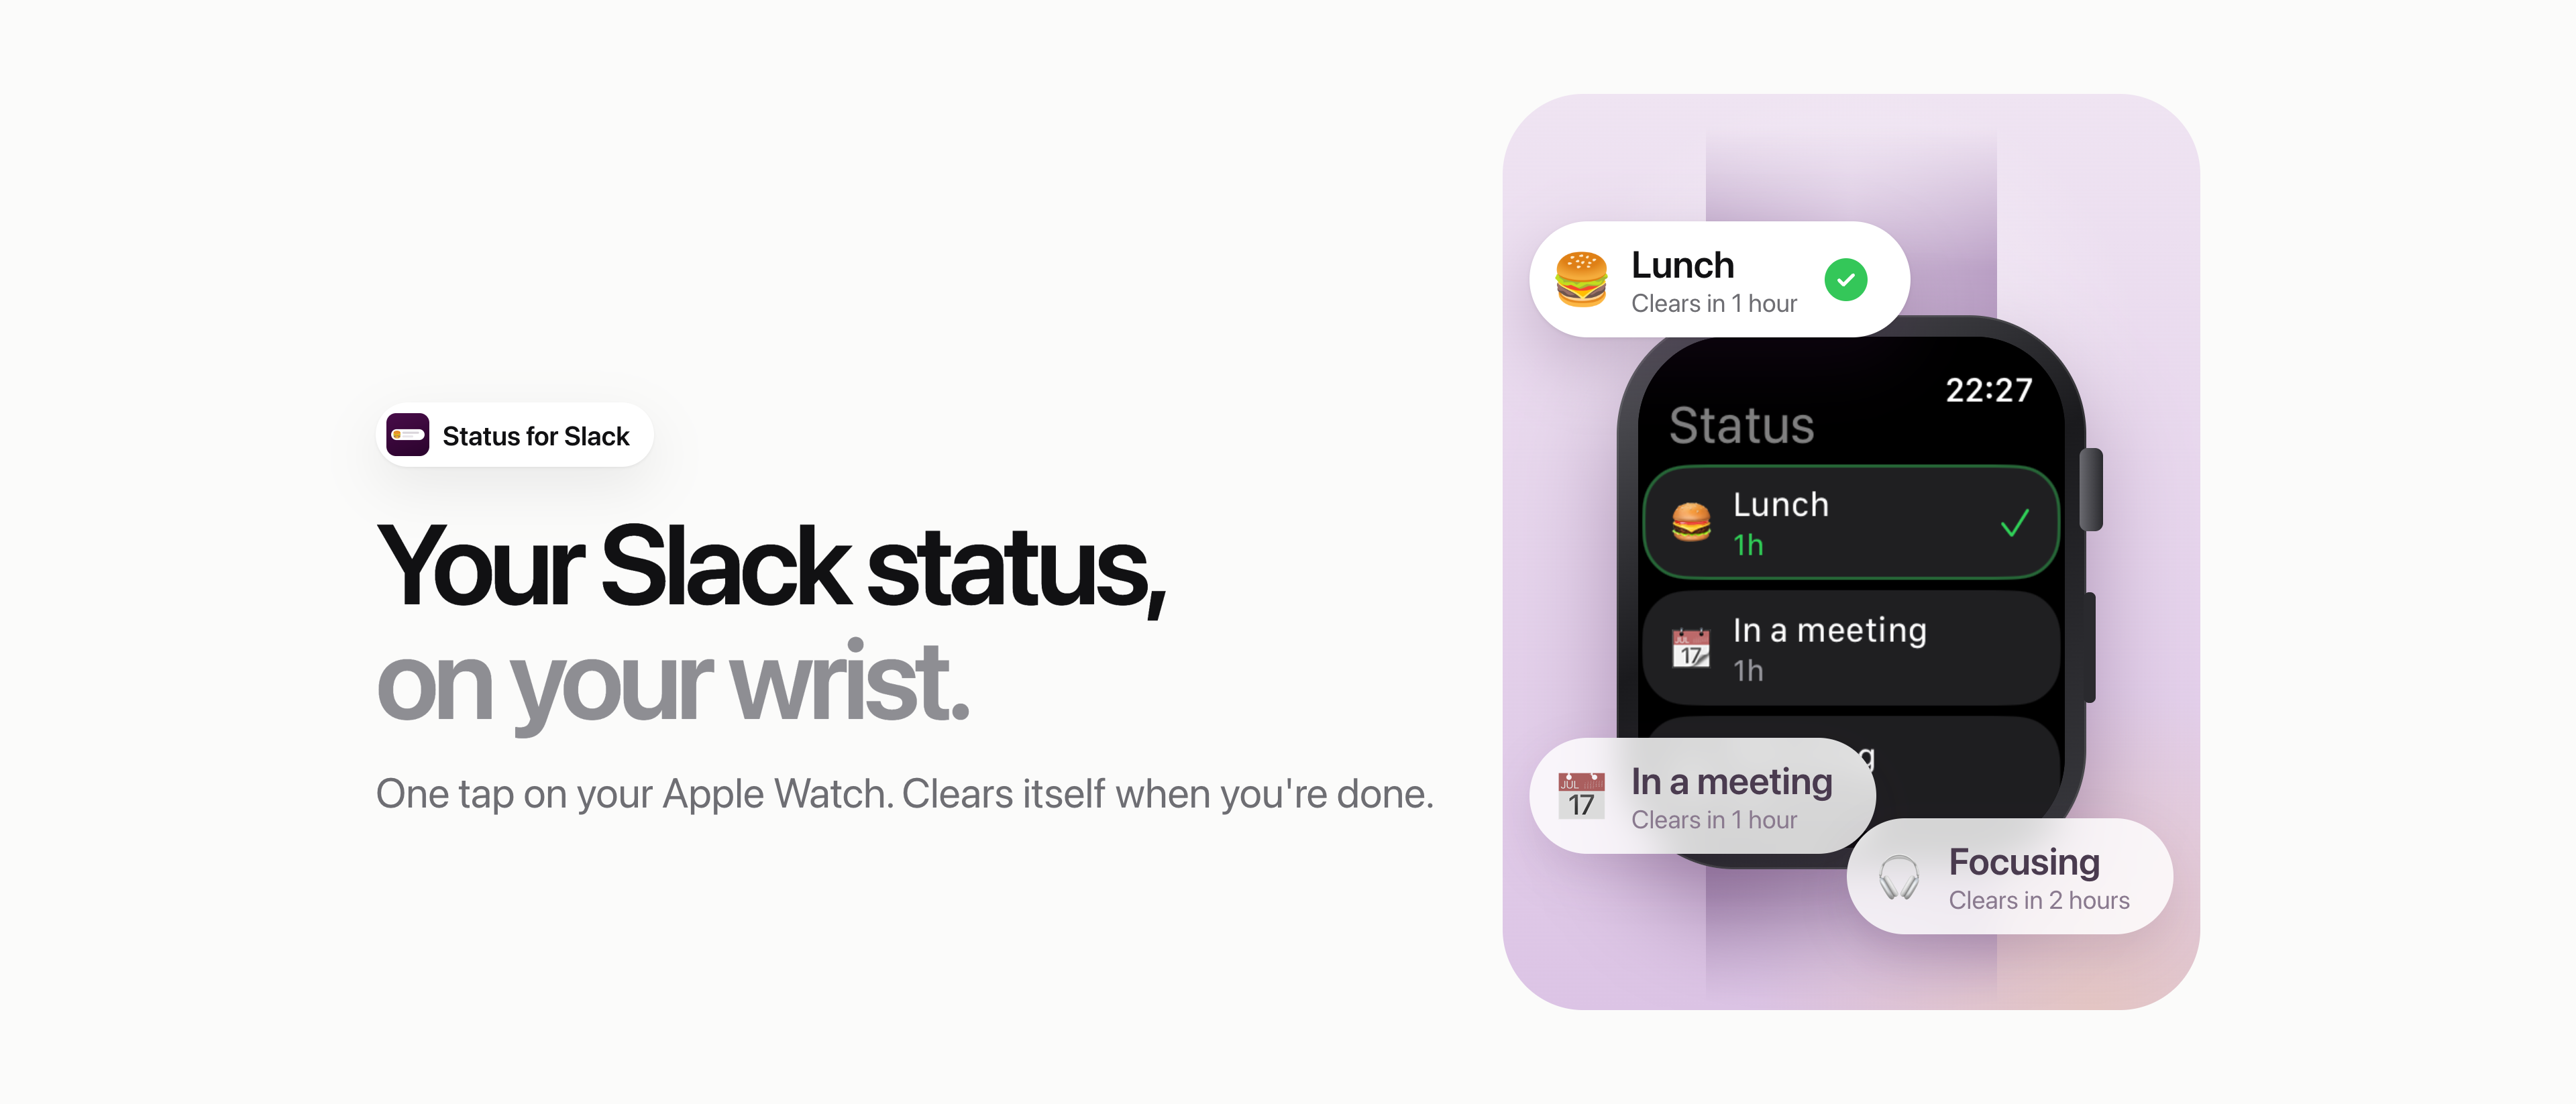 Status for Slack
Your Slack status,
on your wrist.
One tap on your Apple Watch. Clears itself when you're done.
Lunch
Clears in 1 hour
22:27
Status
Lunch
1h
JUL
17
In a meeting
1h
JUL
17
In a meeting
Clears in 1 hour
g
Focusing
Clears in 2 hours